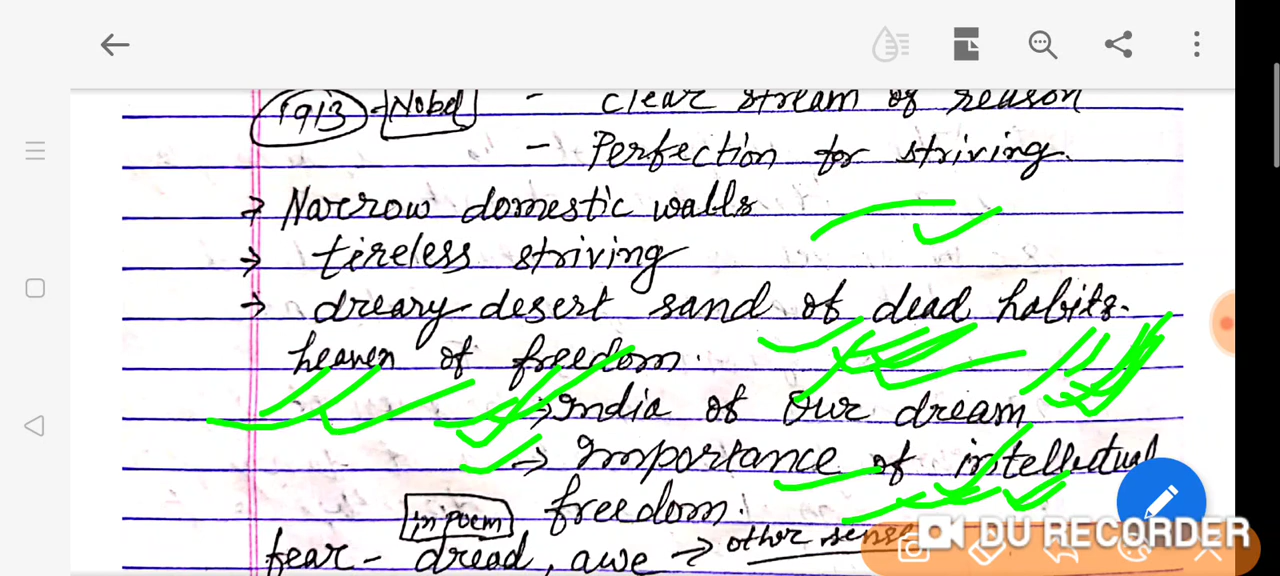 1913 - Nobel - clear stream of reason
- Perfection for striving.
→ Narrow domestic walls
→ tireless striving
→ dreary desert sand of dead habits.
heaven of freedom.
→ India of our dream
→ Importance of intellectual
in poem freedom.
fear - dread, awe → other sense
DU RECORDER